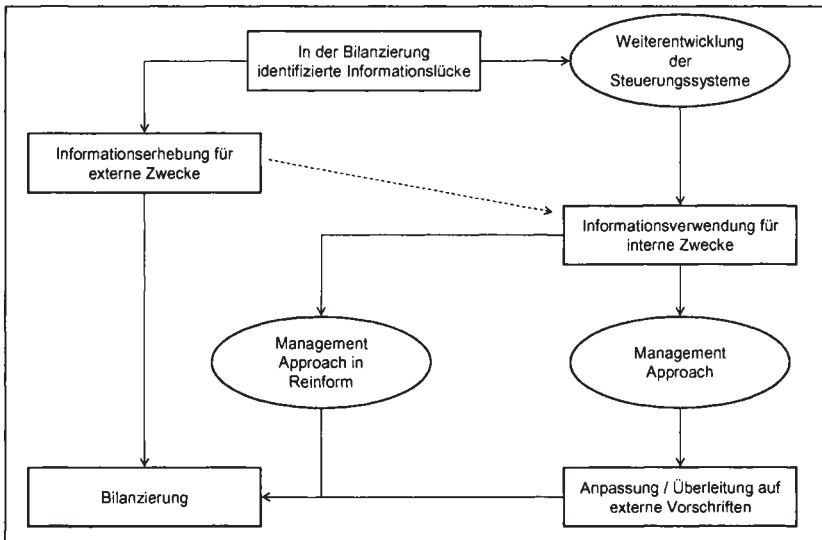 In der Bilanzierung
identifizierte Informationslücke
Weiterentwicklung
der
Steuerungssysteme
Informationserhebung für
externe Zwecke
Informationsverwendung für
interne Zwecke
Management
Approach in
Reinform
Management
Approach
Bilanzierung
Anpassung / Überleitung auf
externe Vorschriften